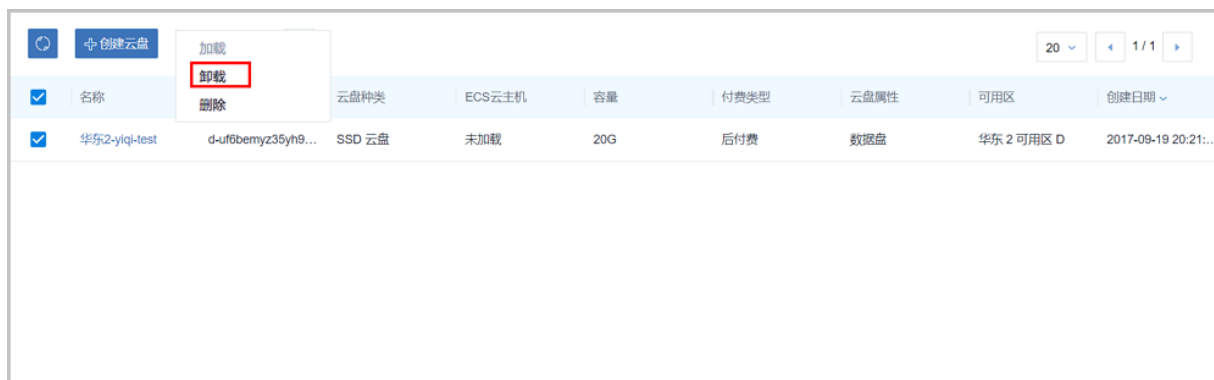 创建云盘
加载
卸载
删除
20
1 / 1
名称
云盘种类
ECS云主机
容量
付费类型
云盘属性
可用区
创建日期
华东2-yiqi-test
d-uf6bemyz35yh9...
SSD 云盘
未加载
20G
后付费
数据盘
华东 2 可用区 D
2017-09-19 20:21:...